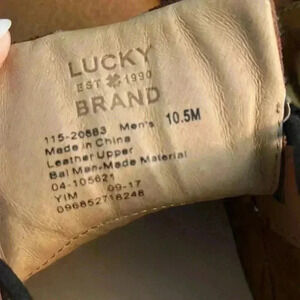 LUCKY
EST 1990
BRAND
115-20883 Men's 10.5M
Made in China
Leather Upper
Bal Man-Made Material
04-105621
YIM 09-17
096852718248